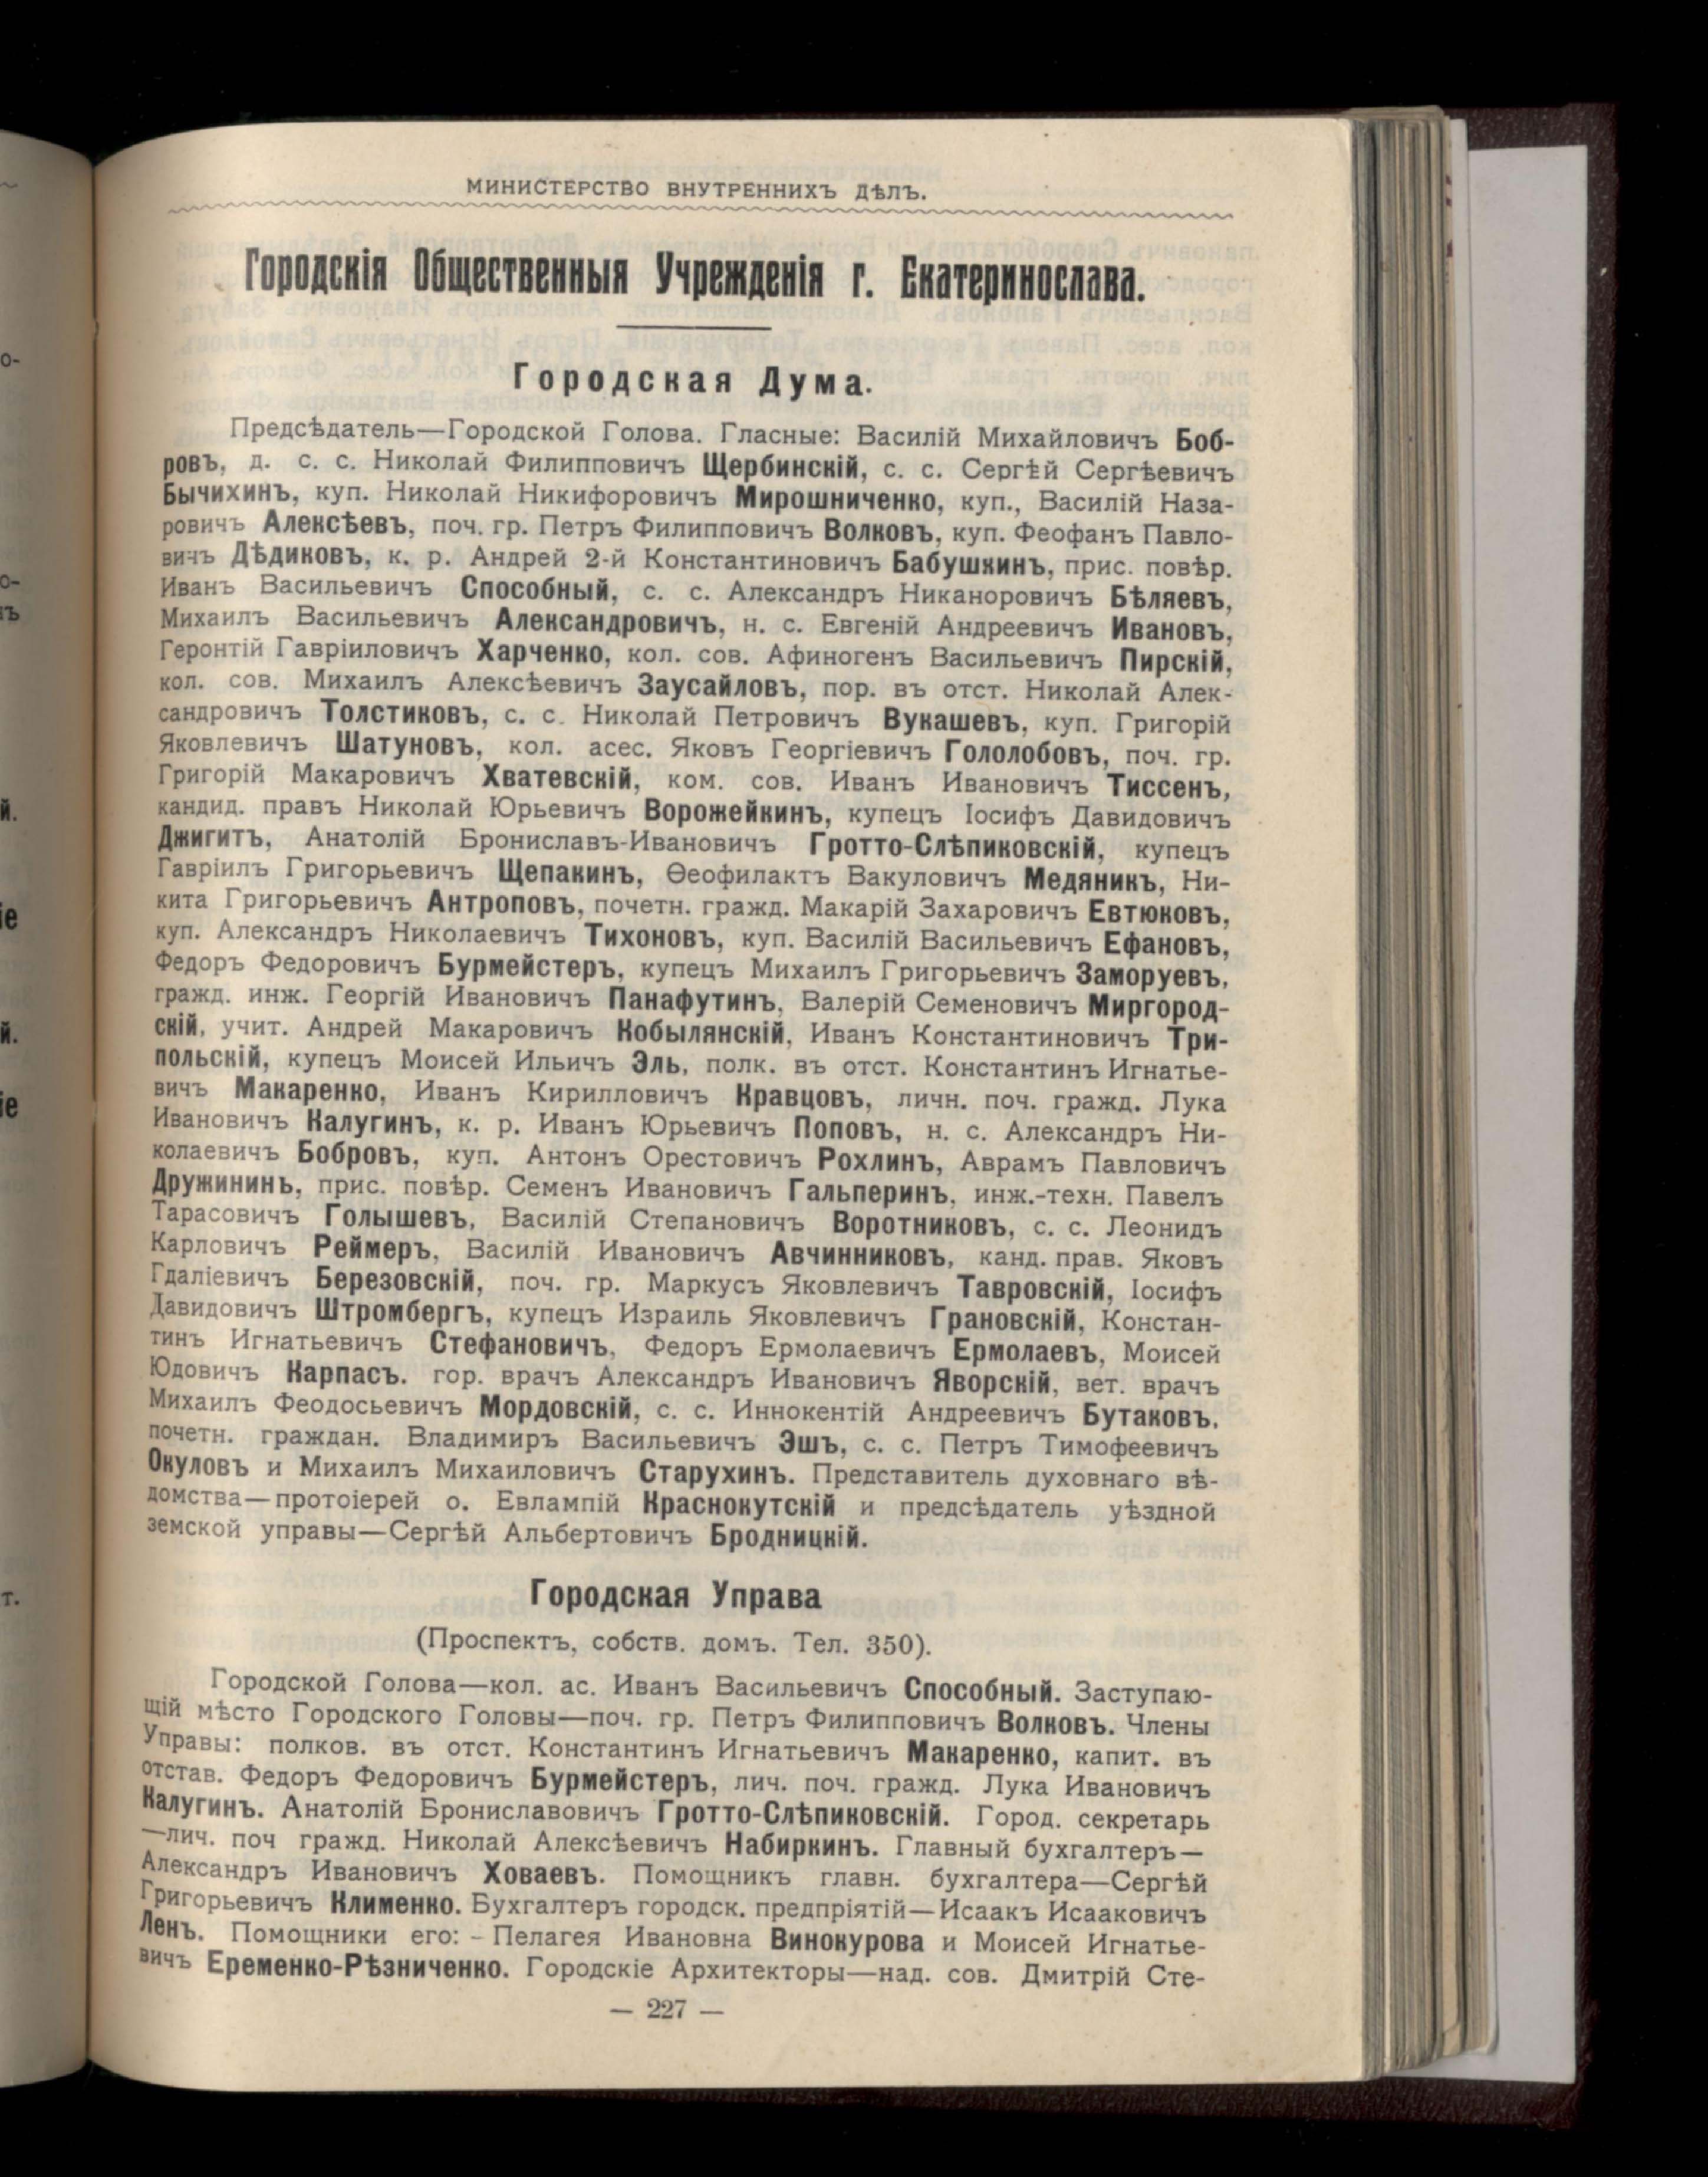 МИНИСТЕРСТВО ВНУТРЕННИХЪ ДѢЛЪ.
Городскія Общественныя Учрежденія г. Екатеринослава.
Городская Дума.
Предсѣдатель—Городской Голова. Гласные: Василій Михайловичъ Боб-
ровъ, д. с. с. Николай Филипповичъ Щербинскій, с. с. Сергѣй Сергѣевичъ
Бычихинъ, куп. Николай Никифоровичъ Мирошниченко, куп., Василій Наза-
ровичъ Алексѣевъ, поч. гр. Петръ Филипповичъ Волковъ, куп. Феофанъ Павло-
вичъ Дѣдиковъ, к. р. Андрей 2-й Константиновичъ Бабушкинъ, прис. повѣр.
Иванъ Васильевичъ Способный, с. с. Александръ Никаноровичъ Бѣляевъ,
Михаилъ Васильевичъ Александровичъ, н. с. Евгеній Андреевичъ Ивановъ,
Геронтій Гавріиловичъ Харченко, кол. сов. Афиногенъ Васильевичъ Пирскій,
кол. сов. Михаилъ Алексѣевичъ Заусайловъ, пор. въ отст. Николай Алек-
сандровичъ Толстиковъ, с. с. Николай Петровичъ Вукашевъ, куп. Григорій
Яковлевичъ Шатуновъ, кол. асес. Яковъ Георгіевичъ Гололобовъ, поч. гр.
Григорій Макаровичъ Хватевскій, ком. сов. Иванъ Ивановичъ Тиссенъ,
кандид. правъ Николай Юрьевичъ Ворожейкинъ, купецъ Іосифъ Давидовичъ
Джигитъ, Анатолій Брониславъ-Ивановичъ Гротто-Слѣпиковскій, купецъ
Гавріилъ Григорьевичъ Щепакинъ, Ѳеофилактъ Вакуловичъ Медяникъ, Ни-
кита Григорьевичъ Антроповъ, почетн. гражд. Макарій Захаровичъ Евтюковъ,
куп. Александръ Николаевичъ Тихоновъ, куп. Василій Васильевичъ Ефановъ,
Федоръ Федоровичъ Бурмейстеръ, купецъ Михаилъ Григорьевичъ Заморуевъ,
гражд. инж. Георгій Ивановичъ Панафутинъ, Валерій Семеновичъ Миргород-
скій, учит. Андрей Макаровичъ Кобылянскій, Иванъ Константиновичъ Три-
польскій, купецъ Моисей Ильичъ Эль, полк. въ отст. Константинъ Игнатье-
вичъ Макаренко, Иванъ Кирилловичъ Кравцовъ, личн. поч. гражд. Лука
Ивановичъ Калугинъ, к. р. Иванъ Юрьевичъ Поповъ, н. с. Александръ Ни-
колаевичъ Бобровъ, куп. Антонъ Орестовичъ Рохлинъ, Аврамъ Павловичъ
Дружининь, прис. повѣр. Семенъ Ивановичъ Гальперинъ, инж.-техн. Павелъ
Тарасовичъ Голышевъ, Василій Степановичъ Воротниковъ, с. с. Леонидъ
Карловичъ Реймеръ, Василій Ивановичъ Авчинниковъ, канд. прав. Яковъ
Гдаліевичъ Березовскій, поч. гр. Маркусъ Яковлевичъ Тавровскій, Іосифъ
Давидовичъ Штромбергъ, купецъ Израиль Яковлевичъ Грановскій, Констан-
тинъ Игнатьевичъ Стефановичъ, Федоръ Ермолаевичъ Ермолаевъ, Моисей
Юдовичъ Карпасъ. гор. врачъ Александръ Ивановичъ Яворскій, вет. врачъ
Михаилъ Феодосьевичъ Мордовскій, с. с. Иннокентій Андреевичъ Бутаковъ,
почетн. граждан. Владимиръ Васильевичъ Эшъ, с. с. Петръ Тимофеевичъ
Окуловъ и Михаилъ Михаиловичъ Старухинъ. Представитель духовнаго вѣ-
домства—протоіерей о. Евлампій Краснокутскій и предсѣдатель уѣздной
земской управы—Сергѣй Альбертовичъ Бродницкій.
Городская Управа
(Проспектъ, собств. домъ. Тел. 350).
Городской Голова—кол. ас. Иванъ Васильевичъ Способный. Заступаю-
щій мѣсто Городского Головы—поч. гр. Петръ Филипповичъ Волковъ. Члены
Управы: полков. въ отст. Константинъ Игнатьевичъ Макаренко, капит. въ
отстав. Федоръ Федоровичъ Бурмейстеръ, лич. поч. гражд. Лука Ивановичъ
Калугинъ. Анатолій Брониславовичъ Гротто-Слѣпиковскій. Город. секретарь
—лич. поч гражд. Николай Алексѣевичъ Набиркинъ. Главный бухгалтеръ—
Александръ Ивановичъ Ховаевъ. Помощникъ главн. бухгалтера—Сергѣй
Григорьевичъ Клименко. Бухгалтеръ городск. предпріятій—Исаакъ Исааковичъ
Ленъ. Помощники его: - Пелагея Ивановна Винокурова и Моисей Игнатье-
вичъ Еременко-Рѣзниченко. Городскіе Архитекторы—над. сов. Дмитрій Сте-
— 227 —